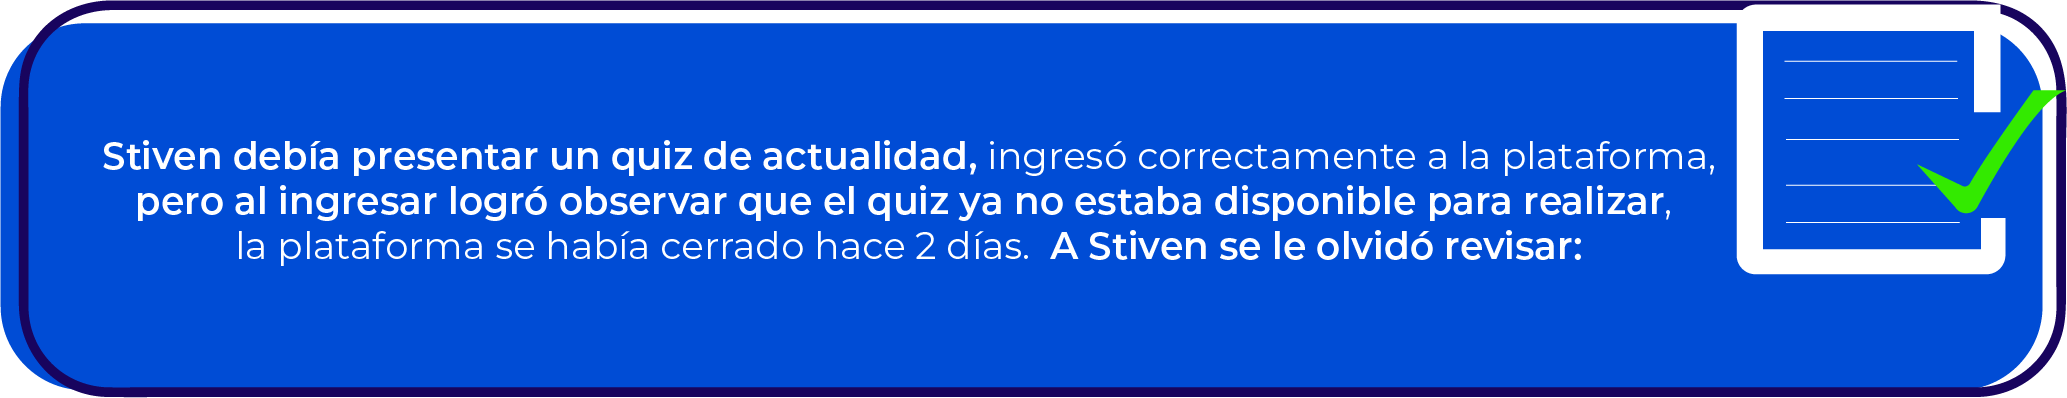 Stiven debía presentar un quiz de actualidad, ingresó correctamente a la plataforma,
pero al ingresar logró observar que el quiz ya no estaba disponible para realizar,
la plataforma se había cerrado hace 2 días. A Stiven se le olvidó revisar: